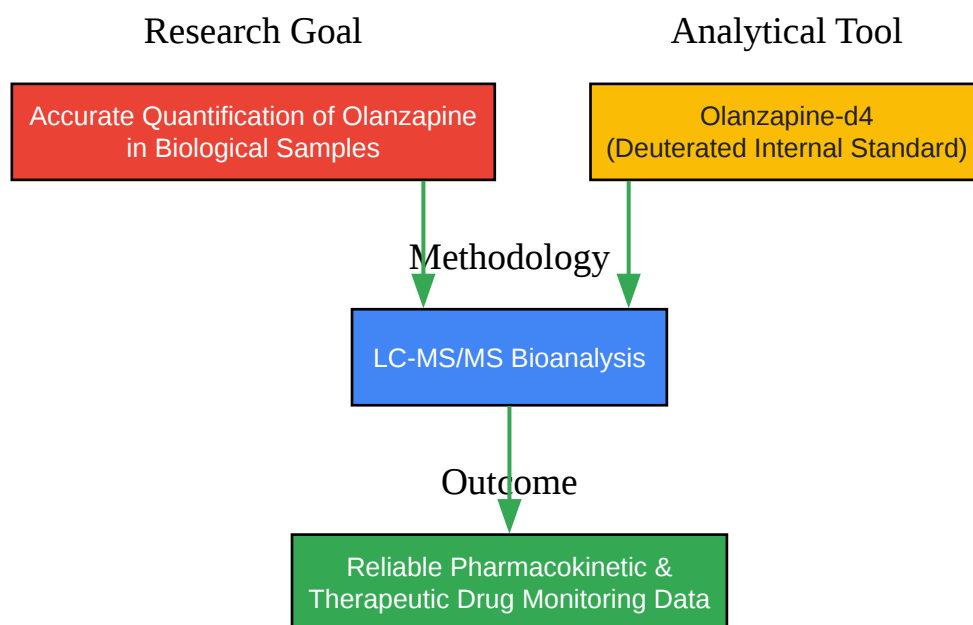 Research Goal
Analytical Tool
Accurate Quantification of Olanzapine
in Biological Samples
Olanzapine-d4
(Deuterated Internal Standard)
Methodology
LC-MS/MS Bioanalysis
Outcome
Reliable Pharmacokinetic &
Therapeutic Drug Monitoring Data